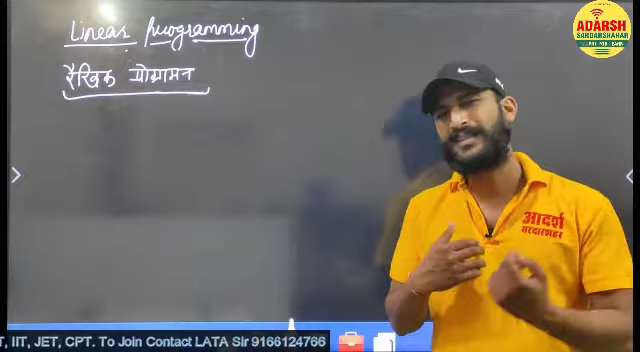 Linear programming
रैखिक प्रोग्रामन
ADARSH
SARDARSHAHAR
आदर्श
सरदारशहर
T, IIT, JET, CPT. To Join Contact LATA Sir 9166124766